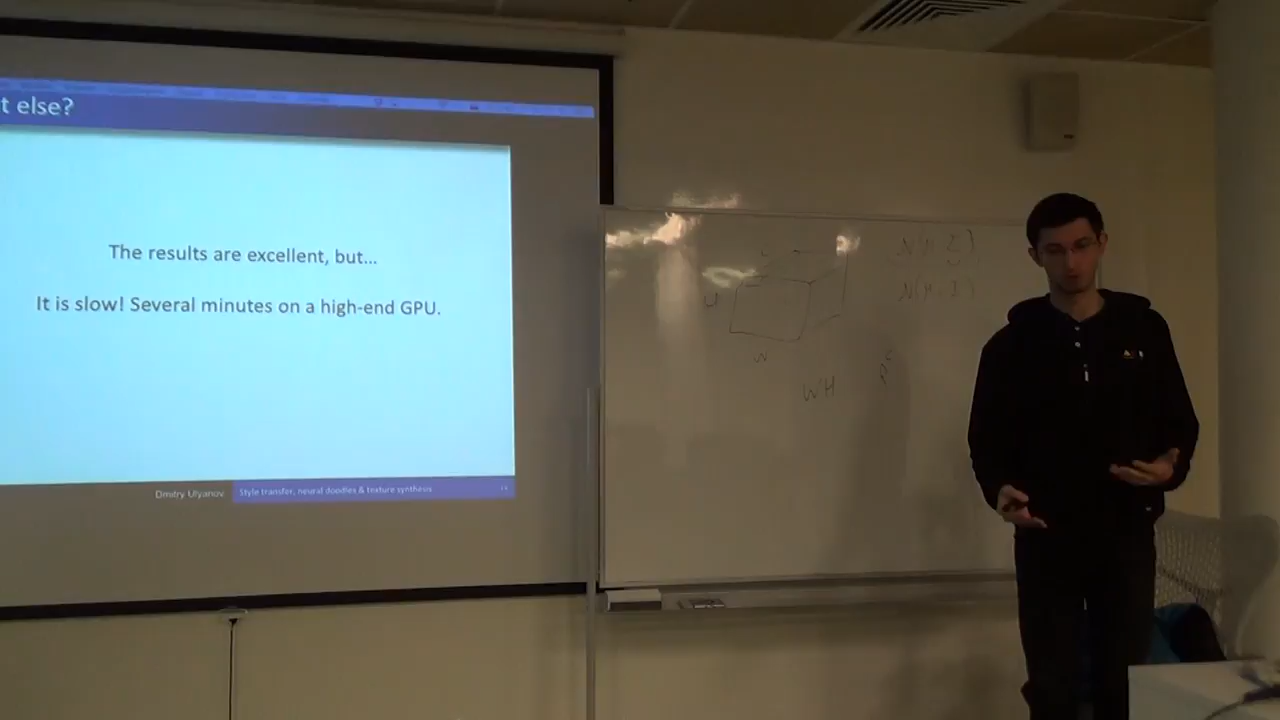 t else?
The results are excellent, but...
It is slow! Several minutes on a high-end GPU.
Dmitry Ulyanov
Style transfer, neural doodles & texture synthesis
WH